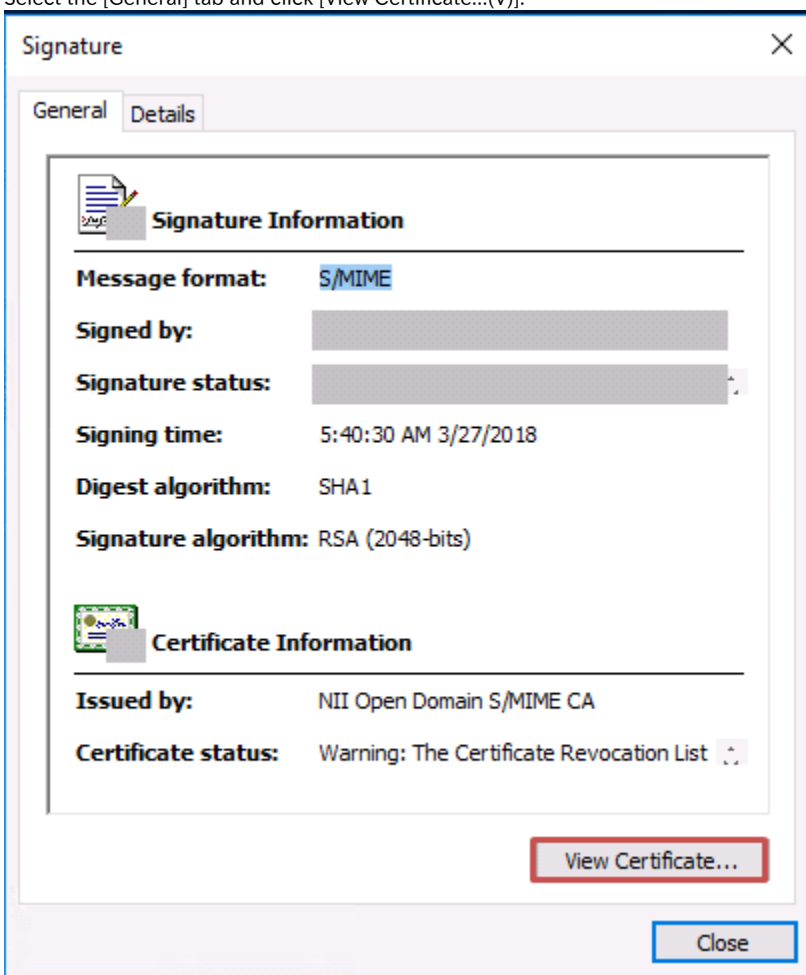 Select the [General] tab and click [View Certificate...(V)].
Signature
General Details
Signature Information
Message format: S/MIME
Signed by:
Signature status:
Signing time: 5:40:30 AM 3/27/2018
Digest algorithm: SHA1
Signature algorithm: RSA (2048-bits)
Certificate Information
Issued by: NII Open Domain S/MIME CA
Certificate status: Warning: The Certificate Revocation List
View Certificate...
Close